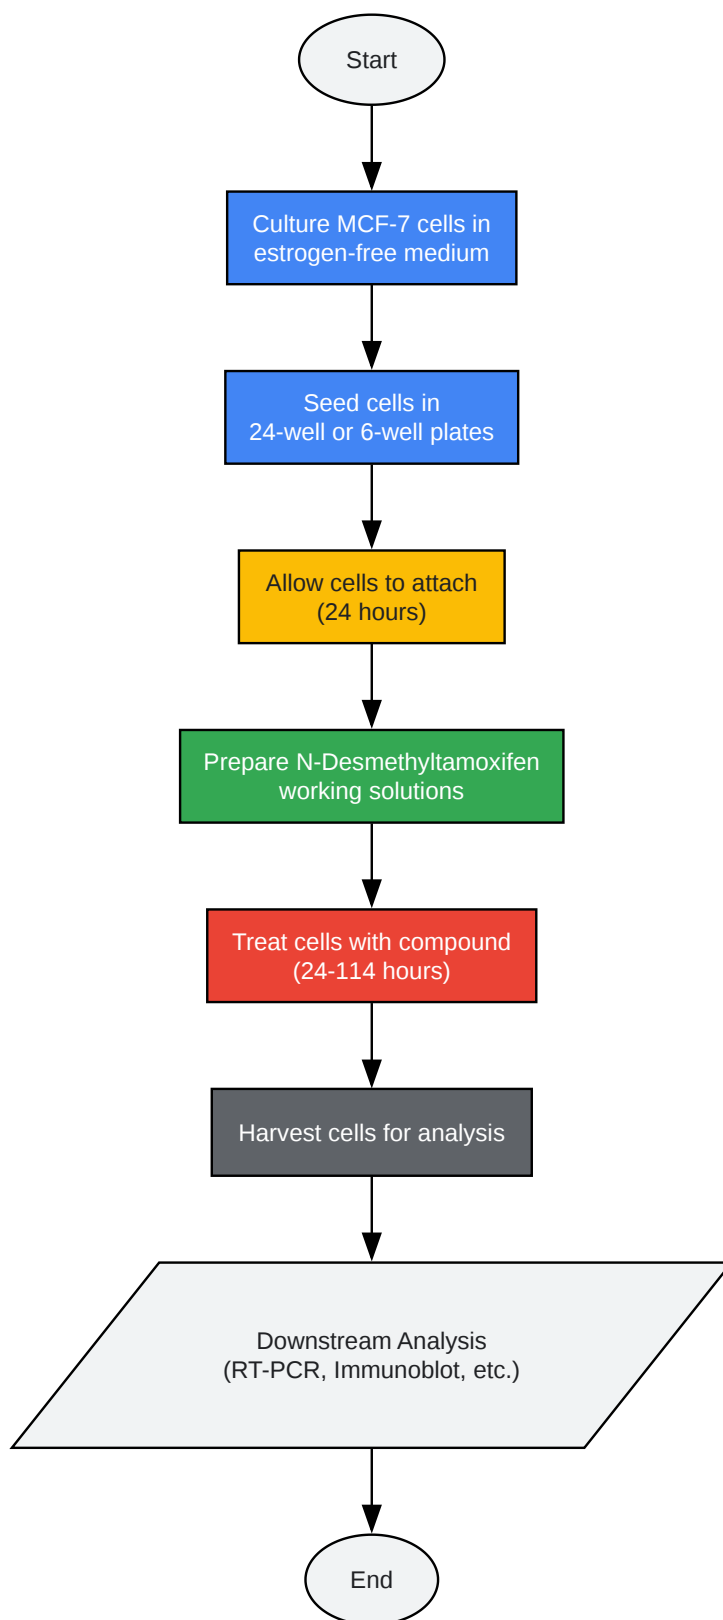 Start
Culture MCF-7 cells in
estrogen-free medium
Seed cells in
24-well or 6-well plates
Allow cells to attach
(24 hours)
Prepare N-Desmethyltamoxifen
working solutions
Treat cells with compound
(24-114 hours)
Harvest cells for analysis
Downstream Analysis
(RT-PCR, Immunoblot, etc.)
End